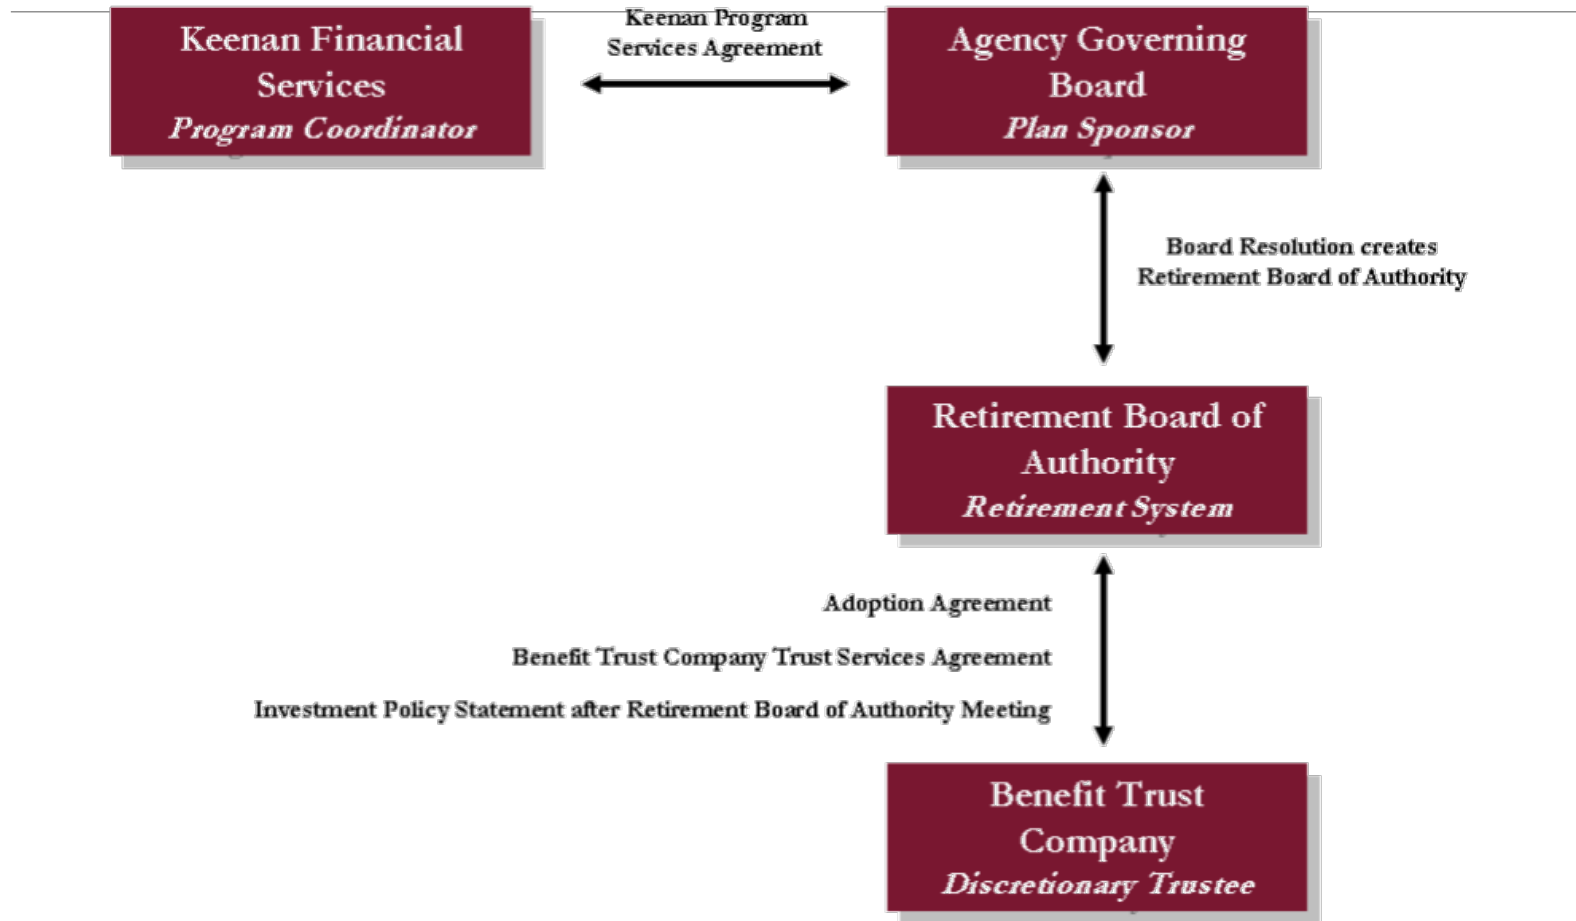 Keenan Financial
Services
Program Coordinator
Keenan Program
Services Agreement
Agency Governing
Board
Plan Sponsor
Board Resolution creates
Retirement Board of Authority
Retirement Board of
Authority
Retirement System
Adoption Agreement
Benefit Trust Company Trust Services Agreement
Investment Policy Statement after Retirement Board of Authority Meeting
Benefit Trust
Company
Discretionary Trustee